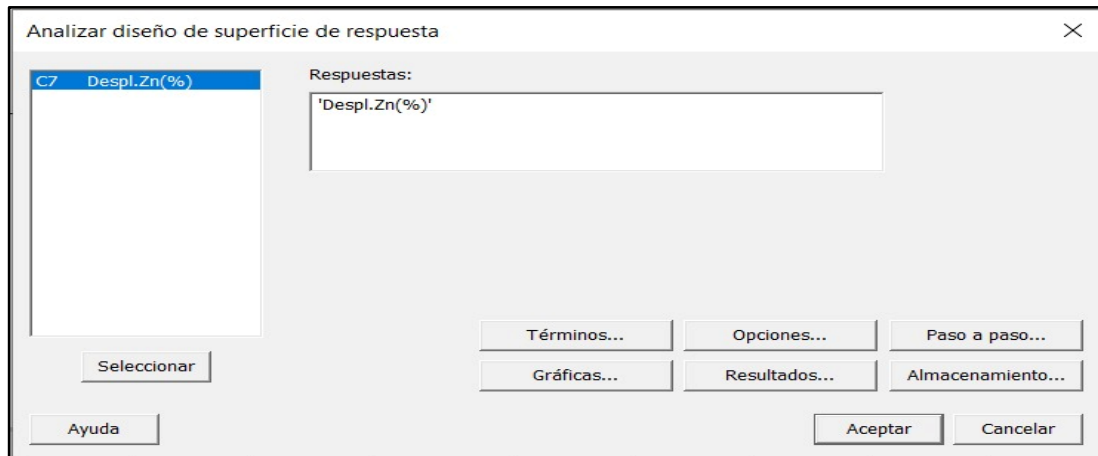 Analizar diseño de superficie de respuesta
C7 Despl.Zn(%)
Respuestas:
'Despl.Zn(%)'
Términos... Opciones... Paso a paso...
Seleccionar
Gráficas... Resultados... Almacenamiento...
Ayuda Aceptar Cancelar